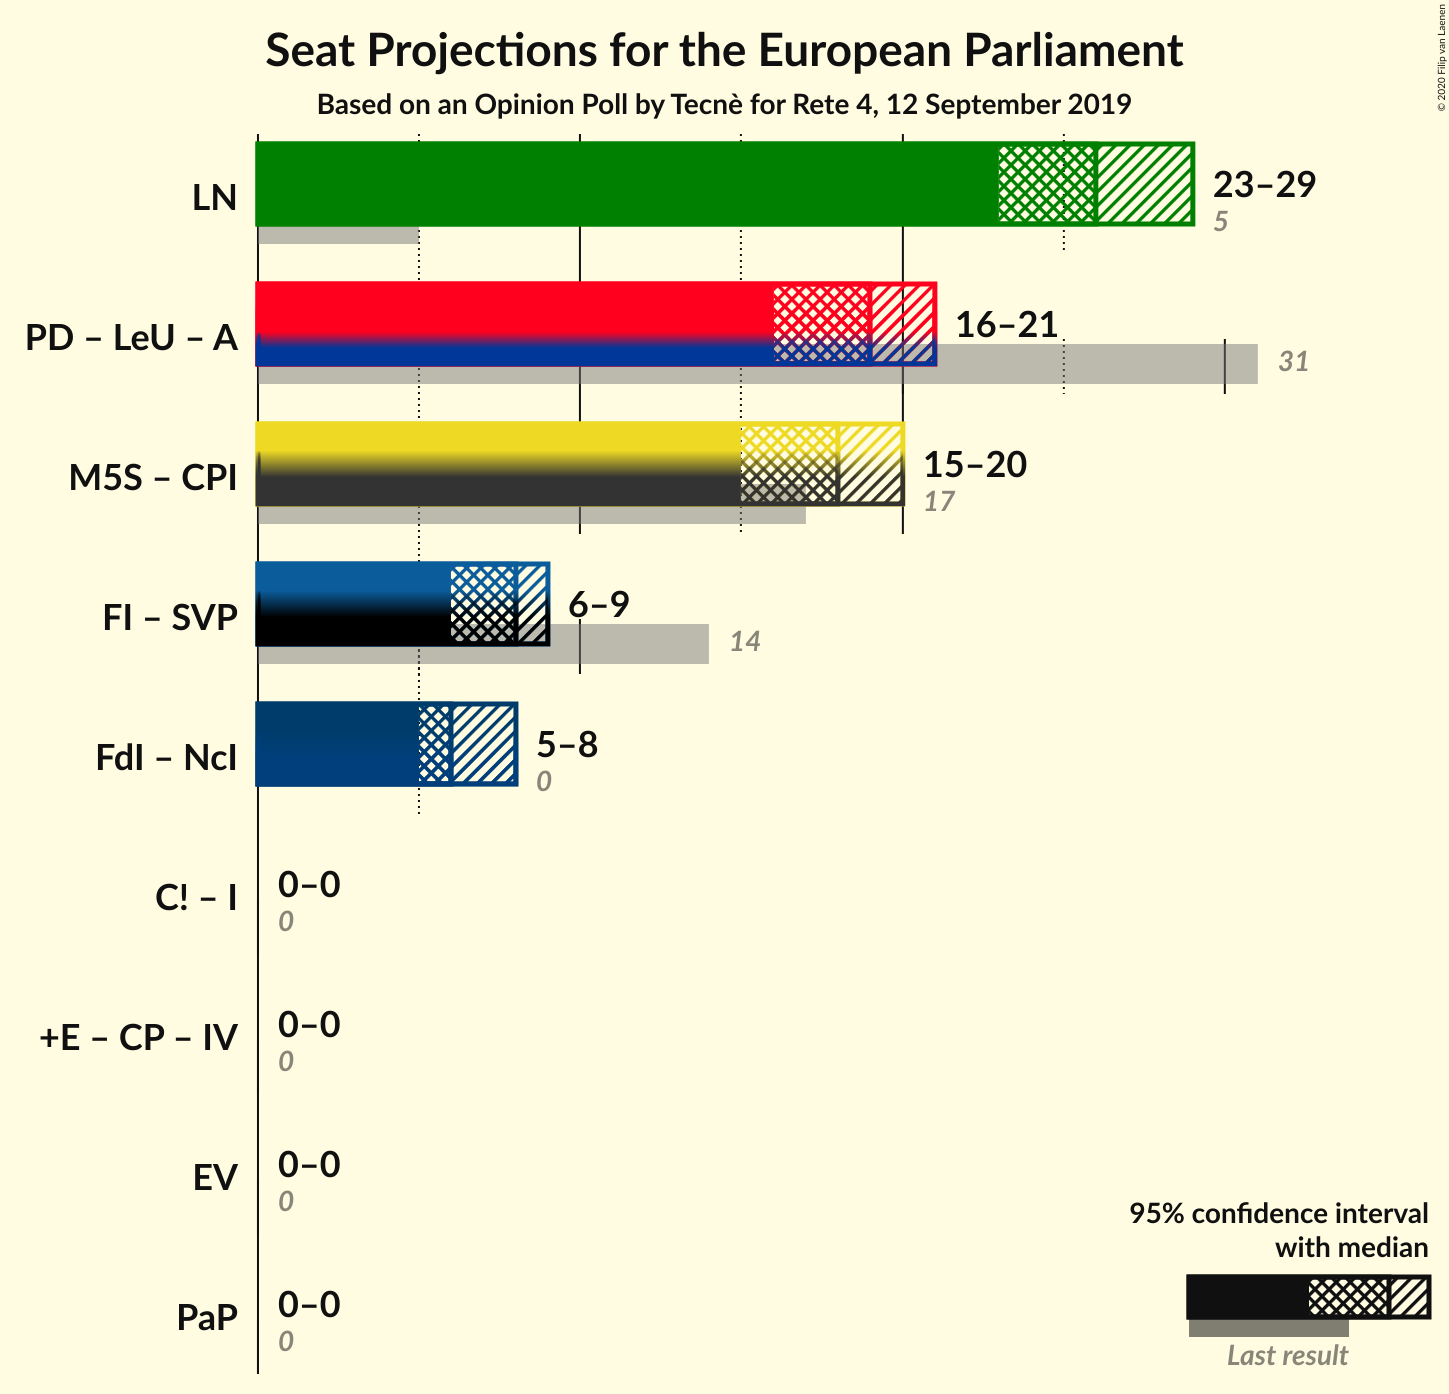 Seat Projections for the European Parliament
Based on an Opinion Poll by Tecnè for Rete 4, 12 September 2019
© 2020 Filip van Laenen
LN
23–29
5
PD – LeU – A
16–21
31
M5S – CPI
15–20
17
FI – SVP
6–9
14
FdI – NcI
5–8
0
C! – I
0–0
0
+E – CP – IV
0–0
0
EV
0–0
0
PaP
0–0
0
95% confidence interval
with median
Last result